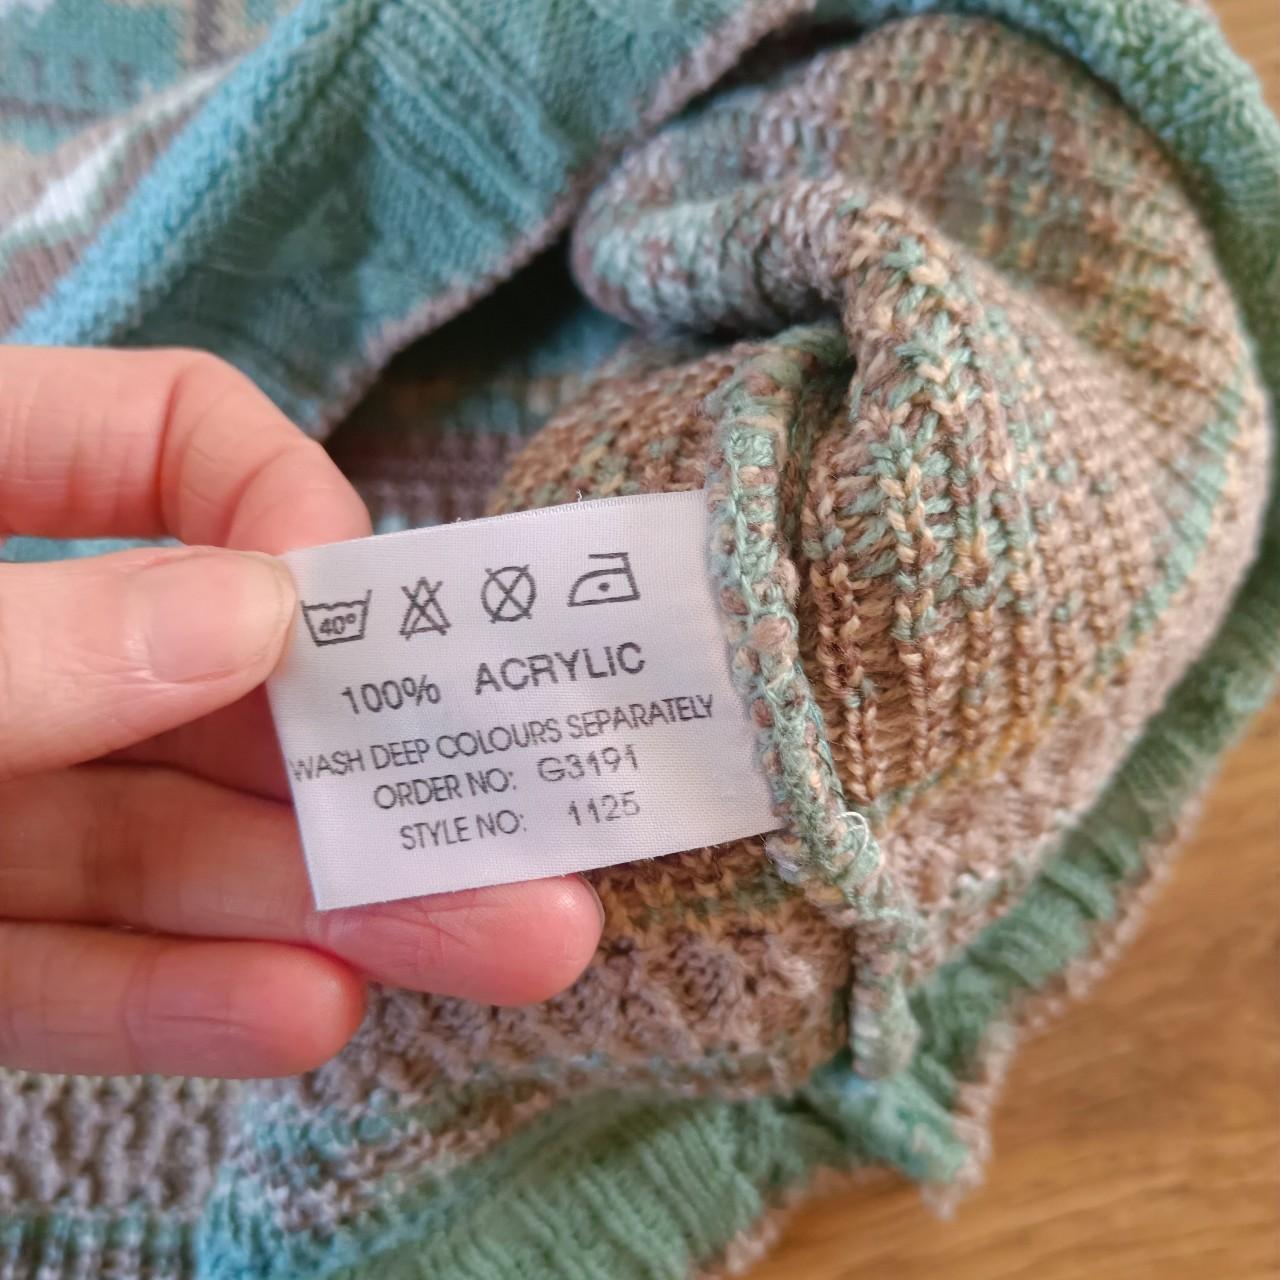 40°
100% ACRYLIC
WASH DEEP COLOURS SEPARATELY
ORDER NO: G3191
STYLE NO: 1125